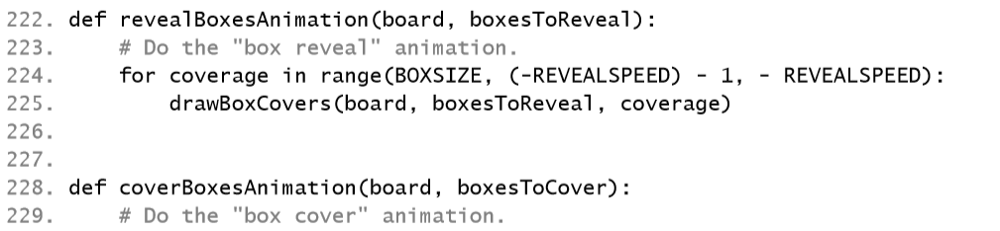 222. def revealBoxesAnimation(board, boxesToReveal):
223.     # Do the "box reveal" animation.
224.     for coverage in range(BOXSIZE, (-REVEALSPEED) - 1, - REVEALSPEED):
225.         drawBoxCovers(board, boxesToReveal, coverage)
226.
227.
228. def coverBoxesAnimation(board, boxesToCover):
229.     # Do the "box cover" animation.